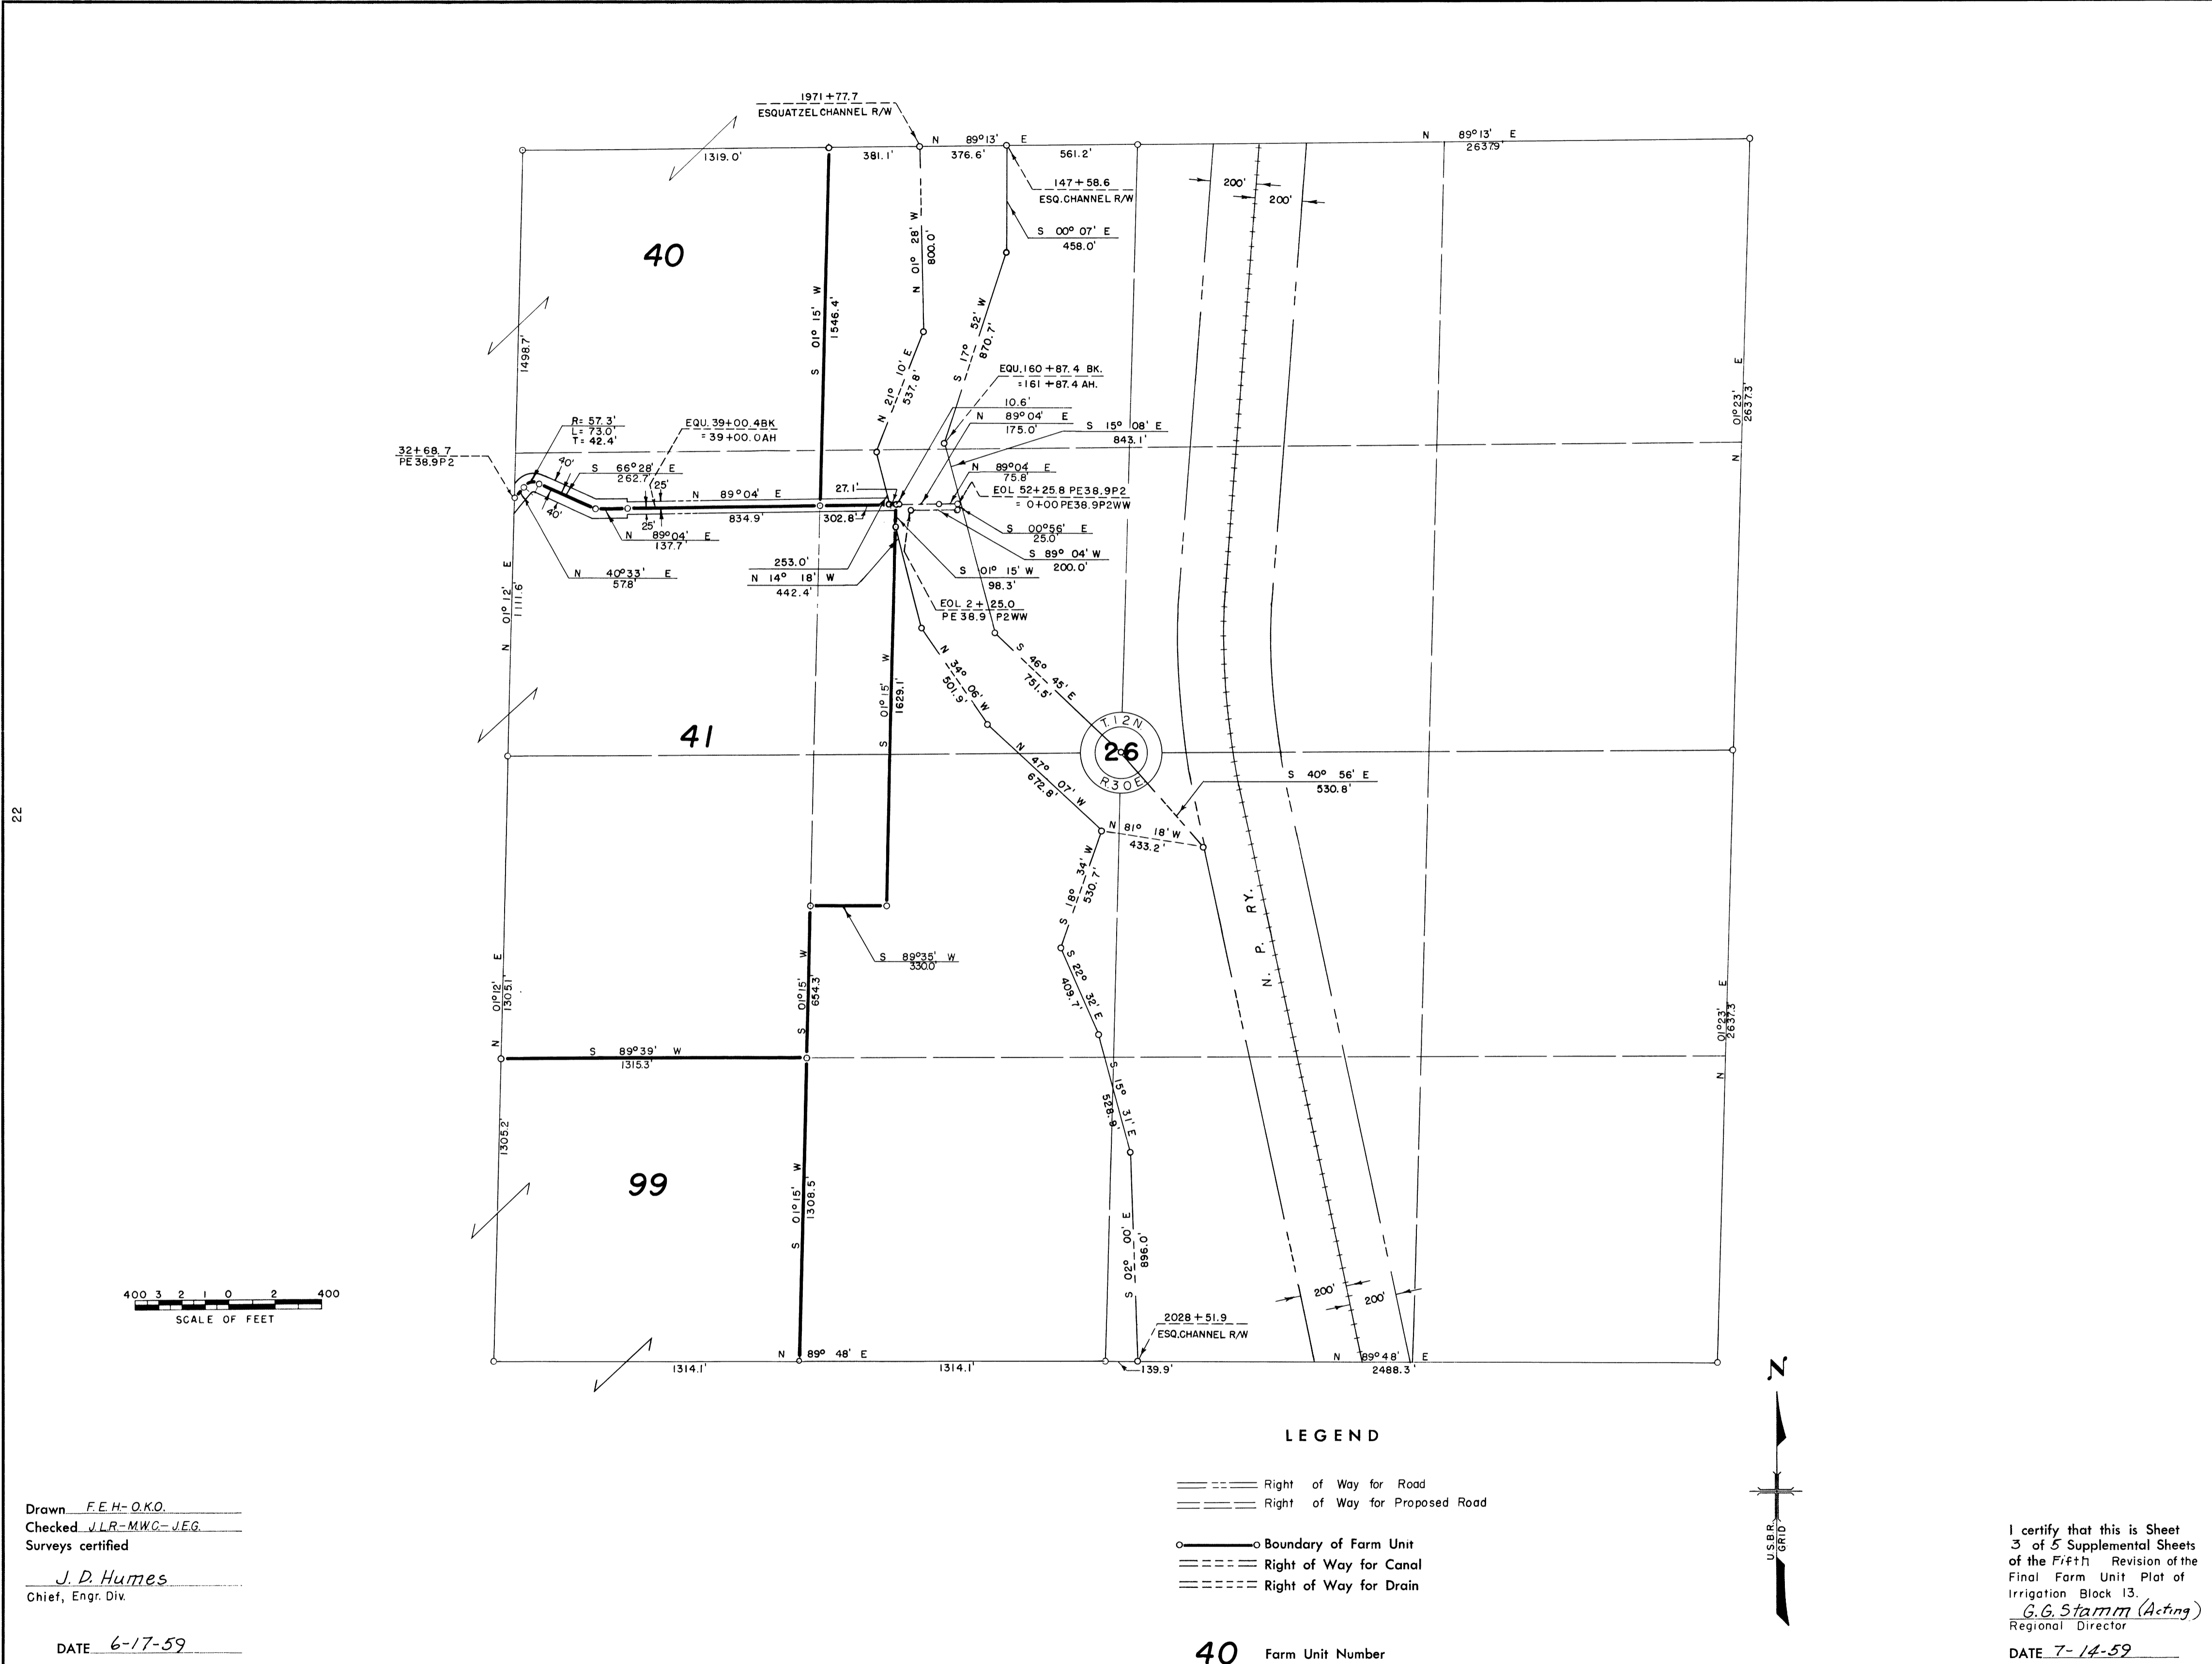 1971+77.7
ESQUATZEL CHANNEL R/W
N 89°13' E
1319.0'
381.1'
376.6'
561.2'
N 89°13' E
2637.9'
147+58.6
ESQ. CHANNEL R/W
200'
200'
S 00° 07' E
458.0'
40
N 01° 28' W
800.0'
S 01° 15' W
1546.4'
S 17° 52' W
870.7'
N 21° 10' E
537.8'
1498.7'
N 01° 23' E
2637.3'
EQU. 160+87.4 BK.
=161+87.4 AH.
10.6'
N 89°04' E
175.0'
S 15° 08' E
843.1'
R= 57.3'
L= 73.0'
T= 42.4'
EQU. 39+00.4BK
=39+00.0AH
32+68.7
PE38.9P2
40'
S 66°28' E
262.7'
25'
N 89°04' E
834.9'
27.1'
302.8'
N 89°04' E
75.8'
EOL 52+25.8 PE38.9P2
= 0+00 PE38.9P2WW
40'
25'
N 89°04' E
137.7'
S 00°56' E
25.0'
S 89° 04' W
200.0'
253.0'
N 14° 18' W
442.4'
N 40°33' E
57.8'
S 01° 15' W
98.3'
EOL 2+25.0
PE 38.9 P2WW
N 01° 12' E
1111.6'
S 01° 15' W
1629.1'
N 34° 06' W
501.9'
S 46° 45' E
751.5'
41
T. 12 N.
26
R. 30 E.
N 47° 07' W
672.8'
S 40° 56' E
530.8'
22
N 81° 18' W
433.2'
S 18° 34' W
530.7'
N. P. RY.
S 89°35' W
330.0'
N 01°12' E
1305.1'
S 01°15' W
654.3'
S 22° 32' E
409.7'
N 01°23' E
2637.3'
S 89°39' W
1315.3'
S 15° 31' E
528.9'
1305.2'
99
S 01°15' W
1308.5'
S 02° 00' E
896.0'
200'
200'
400 3 2 1 0 2 400
SCALE OF FEET
2028+51.9
ESQ. CHANNEL R/W
N 89° 48' E
1314.1'
1314.1'
139.9'
N 89°48' E
2488.3'
N
U.S.B.R.
GRID
LEGEND
Right of Way for Road
Right of Way for Proposed Road
Boundary of Farm Unit
Right of Way for Canal
Right of Way for Drain
40 Farm Unit Number
Drawn F.E.H.-O.K.O.
Checked J.L.R.-M.W.C.-J.E.G.
Surveys certified
J. D. Humes
Chief, Engr. Div.
DATE 6-17-59
I certify that this is Sheet
3 of 5 Supplemental Sheets
of the Fifth Revision of the
Final Farm Unit Plat of
Irrigation Block 13.
G.G. Stamm (Acting)
Regional Director
DATE 7-14-59